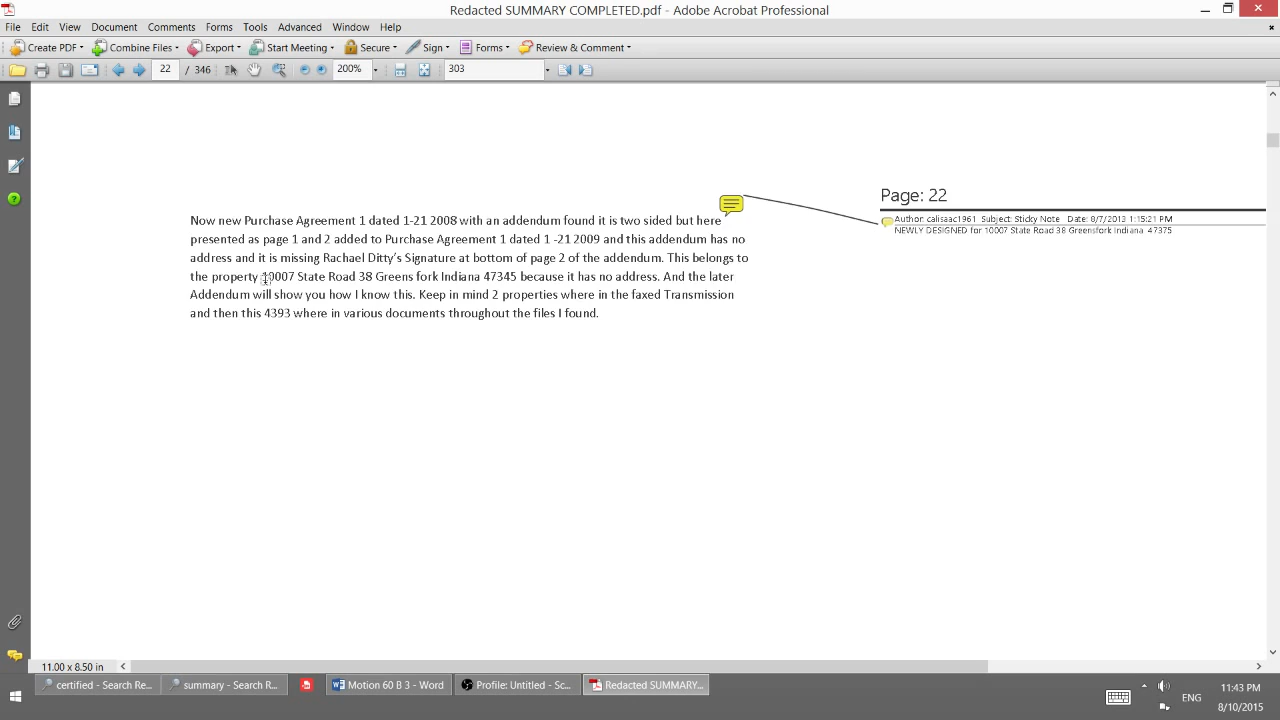 Redacted SUMMARY COMPLETED.pdf - Adobe Acrobat Professional
File Edit View Document Comments Forms Tools Advanced Window Help
Create PDF Combine Files Export Start Meeting Secure Sign Forms Review & Comment
22 / 346 200% 303
Page: 22
Author: calisaac1961 Subject: Sticky Note Date: 8/7/2013 1:15:21 PM
NEWLY DESIGNED for 10007 State Road 38 Greensfork Indiana 47375
Now new Purchase Agreement 1 dated 1-21 2008 with an addendum found it is two sided but here
presented as page 1 and 2 added to Purchase Agreement 1 dated 1 -21 2009 and this addendum has no
address and it is missing Rachael Ditty's Signature at bottom of page 2 of the addendum. This belongs to
the property 10007 State Road 38 Greens fork Indiana 47345 because it has no address. And the later
Addendum will show you how I know this. Keep in mind 2 properties where in the faxed Transmission
and then this 4393 where in various documents throughout the files I found.
11.00 x 8.50 in
certified - Search Re... summary - Search R... Motion 60 B 3 - Word Profile: Untitled - Sc... Redacted SUMMARY...
ENG
11:43 PM
8/10/2015